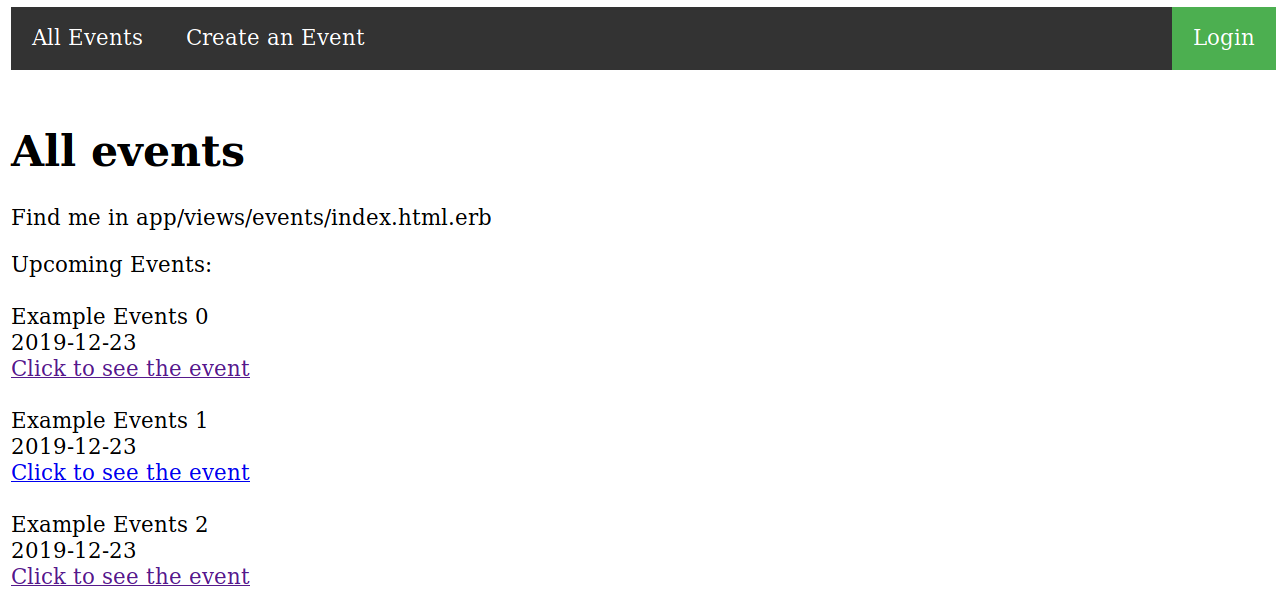 All Events Create an Event Login
All events
Find me in app/views/events/index.html.erb
Upcoming Events:
Example Events 0
2019-12-23
Click to see the event
Example Events 1
2019-12-23
Click to see the event
Example Events 2
2019-12-23
Click to see the event